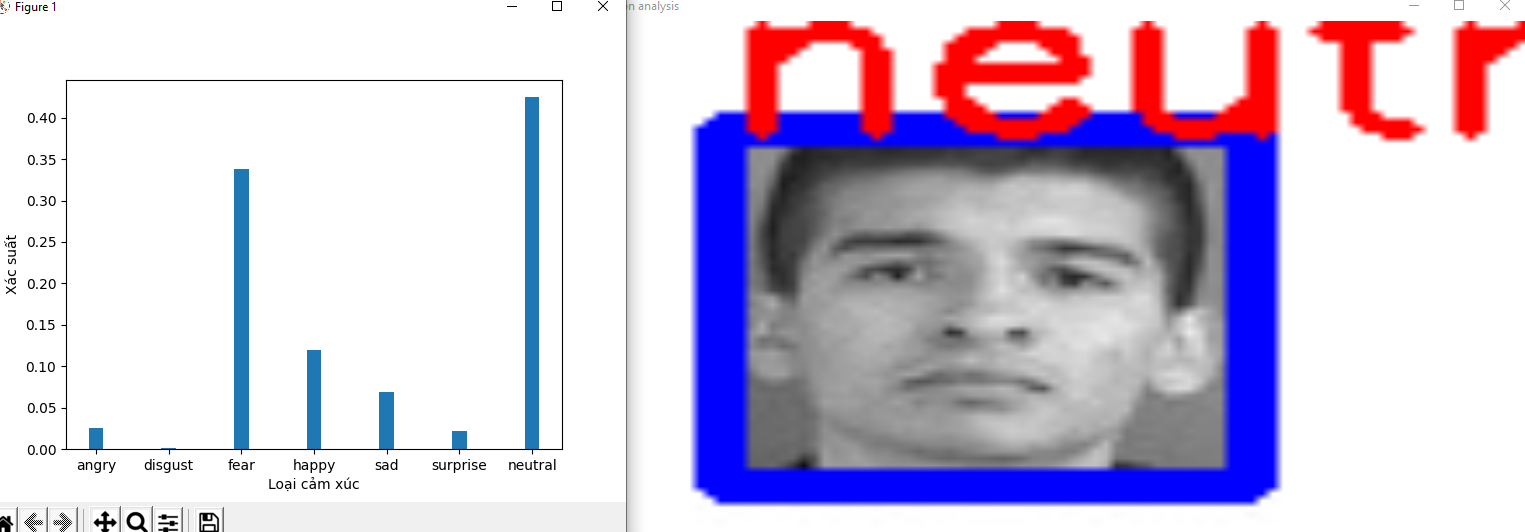 Figure 1
0.40
0.35
0.30
0.25
0.20
0.15
0.10
0.05
0.00
Xác suất
angry disgust fear happy sad surprise neutral
Loại cảm xúc
on analysis
neutr